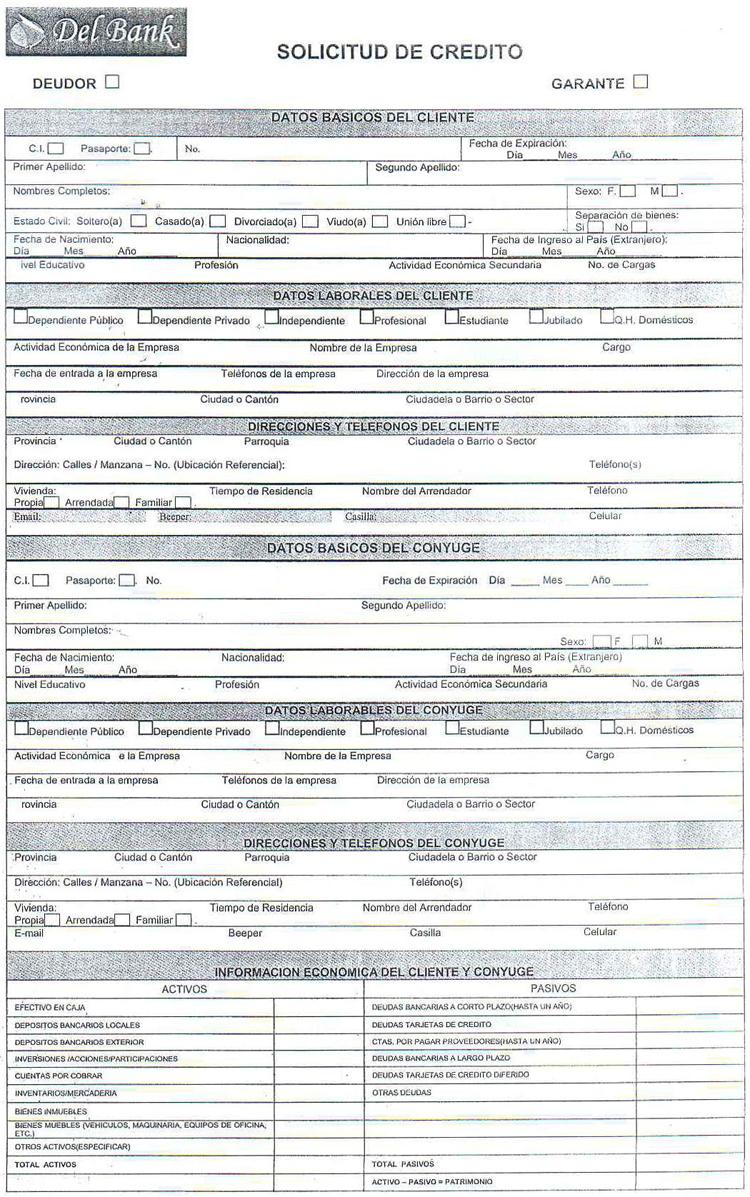 Del Bank
SOLICITUD DE CREDITO
DEUDOR GARANTE
DATOS BASICOS DEL CLIENTE
C.I. Pasaporte: No. Fecha de Expiración:
Día Mes Año
Primer Apellido: Segundo Apellido:
Nombres Completos: Sexo: F. M
Estado Civil: Soltero(a) Casado(a) Divorciado(a) Viudo(a) Unión libre Separación de bienes:
Si No
Fecha de Nacimiento: Nacionalidad: Fecha de Ingreso al País (Extranjero):
Día Mes Año Día Mes Año
ivel Educativo Profesión Actividad Económica Secundaria No. de Cargas
DATOS LABORALES DEL CLIENTE
Dependiente Público Dependiente Privado Independiente Profesional Estudiante Jubilado Q.H. Domésticos
Actividad Económica de la Empresa Nombre de la Empresa Cargo
Fecha de entrada a la empresa Teléfonos de la empresa Dirección de la empresa
rovincia Ciudad o Cantón Ciudadela o Barrio o Sector
DIRECCIONES Y TELEFONOS DEL CLIENTE
Provincia Ciudad o Cantón Parroquia Ciudadela o Barrio o Sector
Dirección: Calles / Manzana – No. (Ubicación Referencial): Teléfono(s)
Vivienda: Tiempo de Residencia Nombre del Arrendador Teléfono
Propia Arrendada Familiar .
Email: Beeper: Casilla: Celular
DATOS BASICOS DEL CONYUGE
C.I. Pasaporte: . No. Fecha de Expiración Día Mes Año
Primer Apellido: Segundo Apellido:
Nombres Completos:
Sexo: F M
Fecha de Nacimiento: Nacionalidad: Fecha de ingreso al País (Extranjero)
Día Mes Año Día Mes Año
Nivel Educativo Profesión Actividad Económica Secundaria No. de Cargas
DATOS LABORABLES DEL CONYUGE
Dependiente Público Dependiente Privado Independiente Profesional Estudiante Jubilado Q.H. Domésticos
Actividad Económica e la Empresa Nombre de la Empresa Cargo
Fecha de entrada a la empresa Teléfonos de la empresa Dirección de la empresa
rovincia Ciudad o Cantón Ciudadela o Barrio o Sector
DIRECCIONES Y TELEFONOS DEL CONYUGE
Provincia Ciudad o Cantón Parroquia Ciudadela o Barrio o Sector
Dirección: Calles / Manzana – No. (Ubicación Referencial) Teléfono(s)
Vivienda: Tiempo de Residencia Nombre del Arrendador Teléfono
Propia Arrendada Familiar .
E-mail Beeper Casilla Celular
INFORMACION ECONOMICA DEL CLIENTE Y CONYUGE
ACTIVOS PASIVOS
EFECTIVO EN CAJA DEUDAS BANCARIAS A CORTO PLAZO(HASTA UN AÑO)
DEPOSITOS BANCARIOS LOCALES DEUDAS TARJETAS DE CREDITO
DEPOSITOS BANCARIOS EXTERIOR CTAS. POR PAGAR PROVEEDORES(HASTA UN AÑO)
INVERSIONES /ACCIONES/PARTICIPACIONES DEUDAS BANCARIAS A LARGO PLAZO
CUENTAS POR COBRAR DEUDAS TARJETAS DE CREDITO DIFERIDO
INVENTARIOS/MERCADERIA OTRAS DEUDAS
BIENES INMUEBLES
BIENES MUEBLES (VEHICULOS, MAQUINARIA, EQUIPOS DE OFICINA,
ETC.)
OTROS ACTIVOS(ESPECIFICAR)
TOTAL ACTIVOS TOTAL PASIVOS
ACTIVO – PASIVO = PATRIMONIO